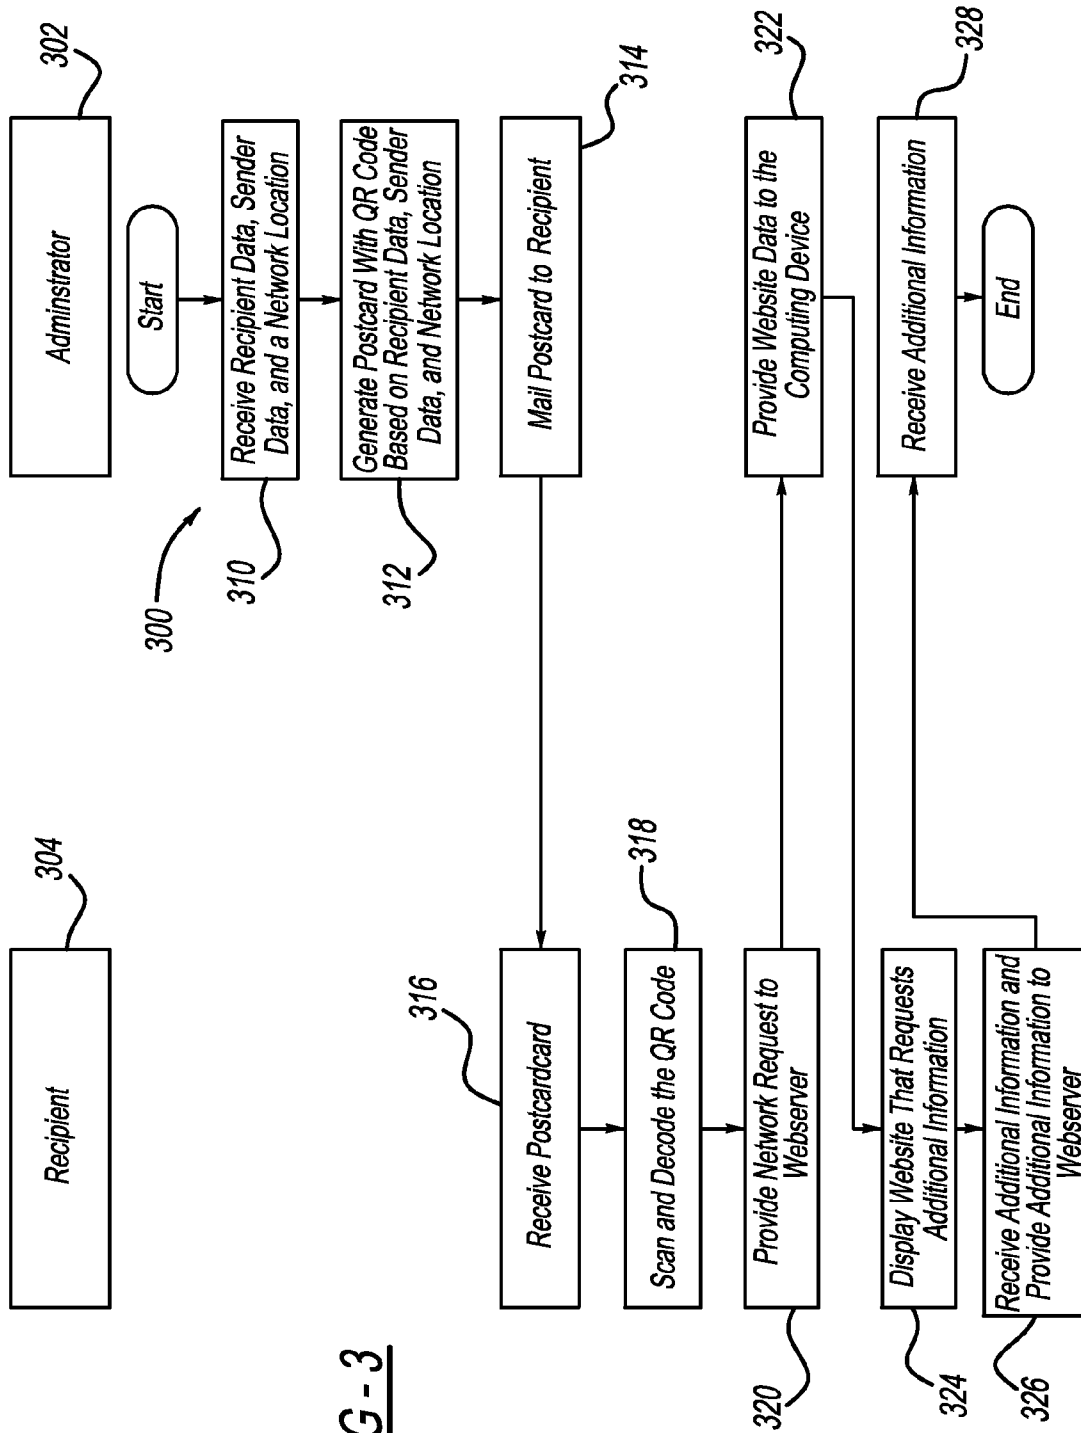 Recipient
304
Adminstrator
302
Start
300
Receive Recipient Data, Sender
Data, and a Network Location
310
Generate Postcard With QR Code
Based on Recipient Data, Sender
Data, and Network Location
312
Mail Postcard to Recipient
314
Receive Postcardcard
316
Scan and Decode the QR Code
318
Provide Network Request to
Webserver
320
Provide Website Data to the
Computing Device
322
Display Website That Requests
Additional Information
324
Receive Additional Information and
Provide Additional Information to
Webserver
326
Receive Additional Information
328
End
G - 3